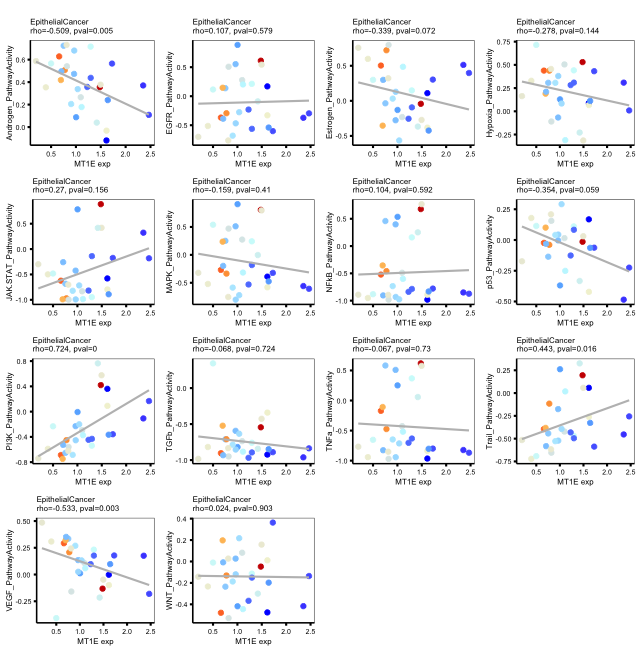 EpithelialCancer
rho=-0.509, pval=0.005
Androgen_PathwayActivity
0.6
0.4
0.2
0.0
0.5 1.0 1.5 2.0 2.5
MT1E exp
EpithelialCancer
rho=0.107, pval=0.579
EGFR_PathwayActivity
0.5
0.0
-0.5
0.5 1.0 1.5 2.0 2.5
MT1E exp
EpithelialCancer
rho=-0.339, pval=0.072
Estrogen_PathwayActivity
0.5
0.0
-0.5
0.5 1.0 1.5 2.0 2.5
MT1E exp
EpithelialCancer
rho=-0.278, pval=0.144
Hypoxia_PathwayActivity
0.75
0.50
0.25
0.00
-0.25
0.5 1.0 1.5 2.0 2.5
MT1E exp
EpithelialCancer
rho=0.27, pval=0.156
JAK-STAT_PathwayActivity
0.5
0.0
-0.5
-1.0
0.5 1.0 1.5 2.0 2.5
MT1E exp
EpithelialCancer
rho=-0.159, pval=0.41
MAPK_PathwayActivity
0.5
0.0
-0.5
0.5 1.0 1.5 2.0 2.5
MT1E exp
EpithelialCancer
rho=0.104, pval=0.592
NFkB_PathwayActivity
0.5
0.0
-0.5
-1.0
0.5 1.0 1.5 2.0 2.5
MT1E exp
EpithelialCancer
rho=-0.354, pval=0.059
p53_PathwayActivity
0.25
0.00
-0.25
-0.50
0.5 1.0 1.5 2.0 2.5
MT1E exp
EpithelialCancer
rho=0.724, pval=0
PI3K_PathwayActivity
0.8
0.4
0.0
-0.4
-0.8
0.5 1.0 1.5 2.0 2.5
MT1E exp
EpithelialCancer
rho=-0.068, pval=0.724
TGFb_PathwayActivity
0.0
-0.5
-1.0
0.5 1.0 1.5 2.0 2.5
MT1E exp
EpithelialCancer
rho=-0.067, pval=0.73
TNFa_PathwayActivity
0.5
0.0
-0.5
-1.0
0.5 1.0 1.5 2.0 2.5
MT1E exp
EpithelialCancer
rho=0.443, pval=0.016
Trail_PathwayActivity
0.25
0.00
-0.25
-0.50
-0.75
0.5 1.0 1.5 2.0 2.5
MT1E exp
EpithelialCancer
rho=-0.533, pval=0.003
VEGF_PathwayActivity
0.50
0.25
0.00
-0.25
0.5 1.0 1.5 2.0 2.5
MT1E exp
EpithelialCancer
rho=0.024, pval=0.903
WNT_PathwayActivity
0.4
0.2
0.0
-0.2
-0.4
0.5 1.0 1.5 2.0 2.5
MT1E exp